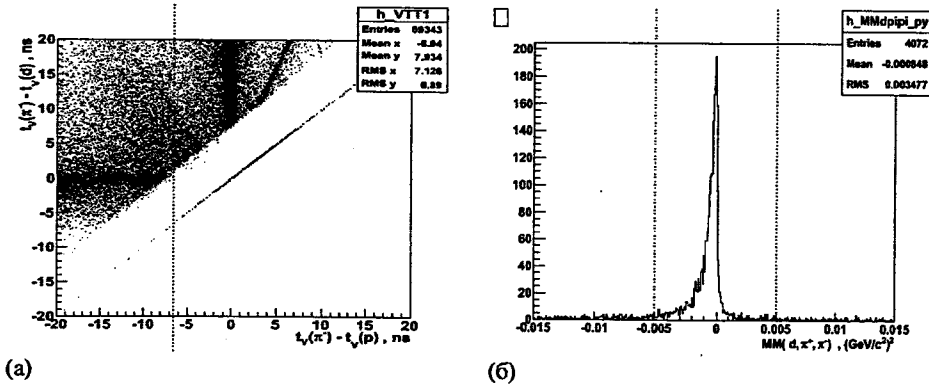 h_VTT1
Entries 69343
Mean x -5.94
Mean y 7.934
RMS x 7.126
RMS y 6.89
t_v(π⁻) - t_v(d) , ns
20
15
10
5
0
-5
-10
-15
-20
-20 -15 -10 -5 0 5 10 15 20
t_v(π⁻) - t_v(p) , ns
(а)
h_MMdpipi_py
Entries 4072
Mean -0.000848
RMS 0.003477
200
180
160
140
120
100
80
60
40
20
0
-0.015 -0.01 -0.005 0 0.005 0.01 0.015
MM( d, π⁺, π⁻) , (GeV/c²)²
(б)